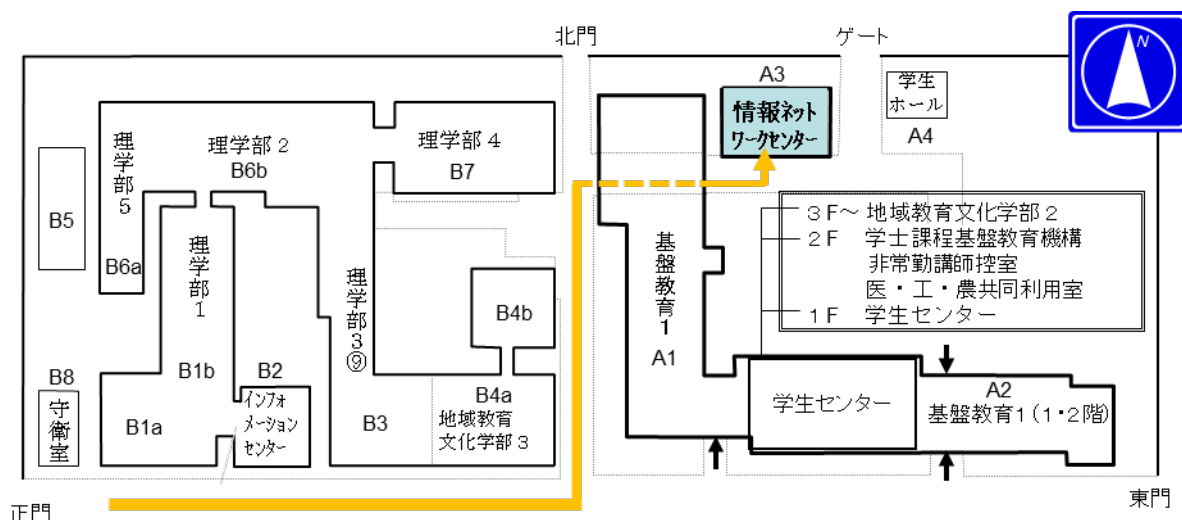 北門
ゲート
N
A3
情報ネット
ワークセンター
学生
ホール
A4
理学部2
B6b
理学部4
B7
理学部5
B5
B6a
理学部1
理学部3⑨
B4b
基盤教育1
A1
3F～ 地域教育文化学部2
2F 学士課程基盤教育機構
非常勤講師控室
医・工・農共同利用室
1F 学生センター
B8
守衛室
B1b
B1a
B2
インフォ
メーション
センター
B3
B4a
地域教育
文化学部3
学生センター
A2
基盤教育1(1・2階)
正門
東門